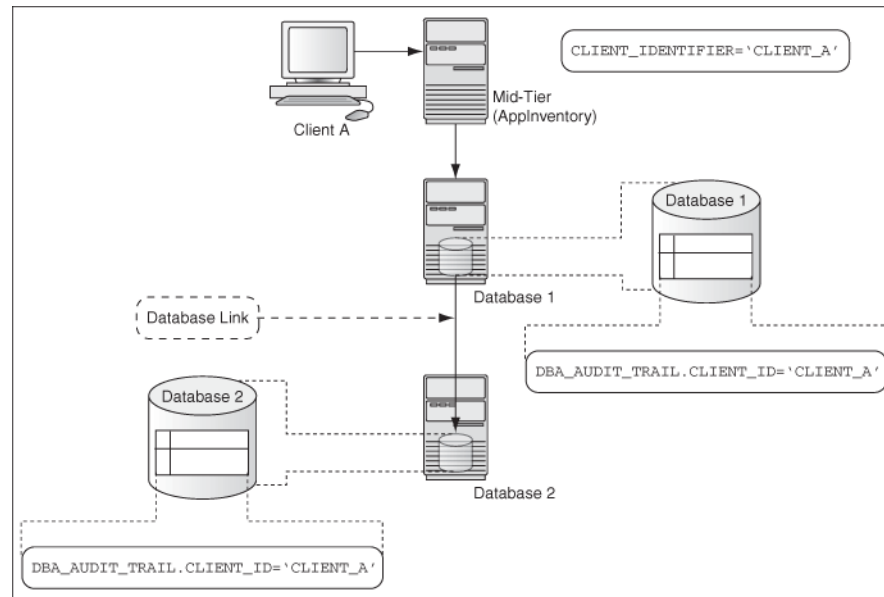 CLIENT_IDENTIFIER=‘CLIENT_A’
Mid-Tier
(AppInventory)
Client A
Database 1
Database 1
Database Link
DBA_AUDIT_TRAIL.CLIENT_ID=‘CLIENT_A’
Database 2
Database 2
DBA_AUDIT_TRAIL.CLIENT_ID=‘CLIENT_A’